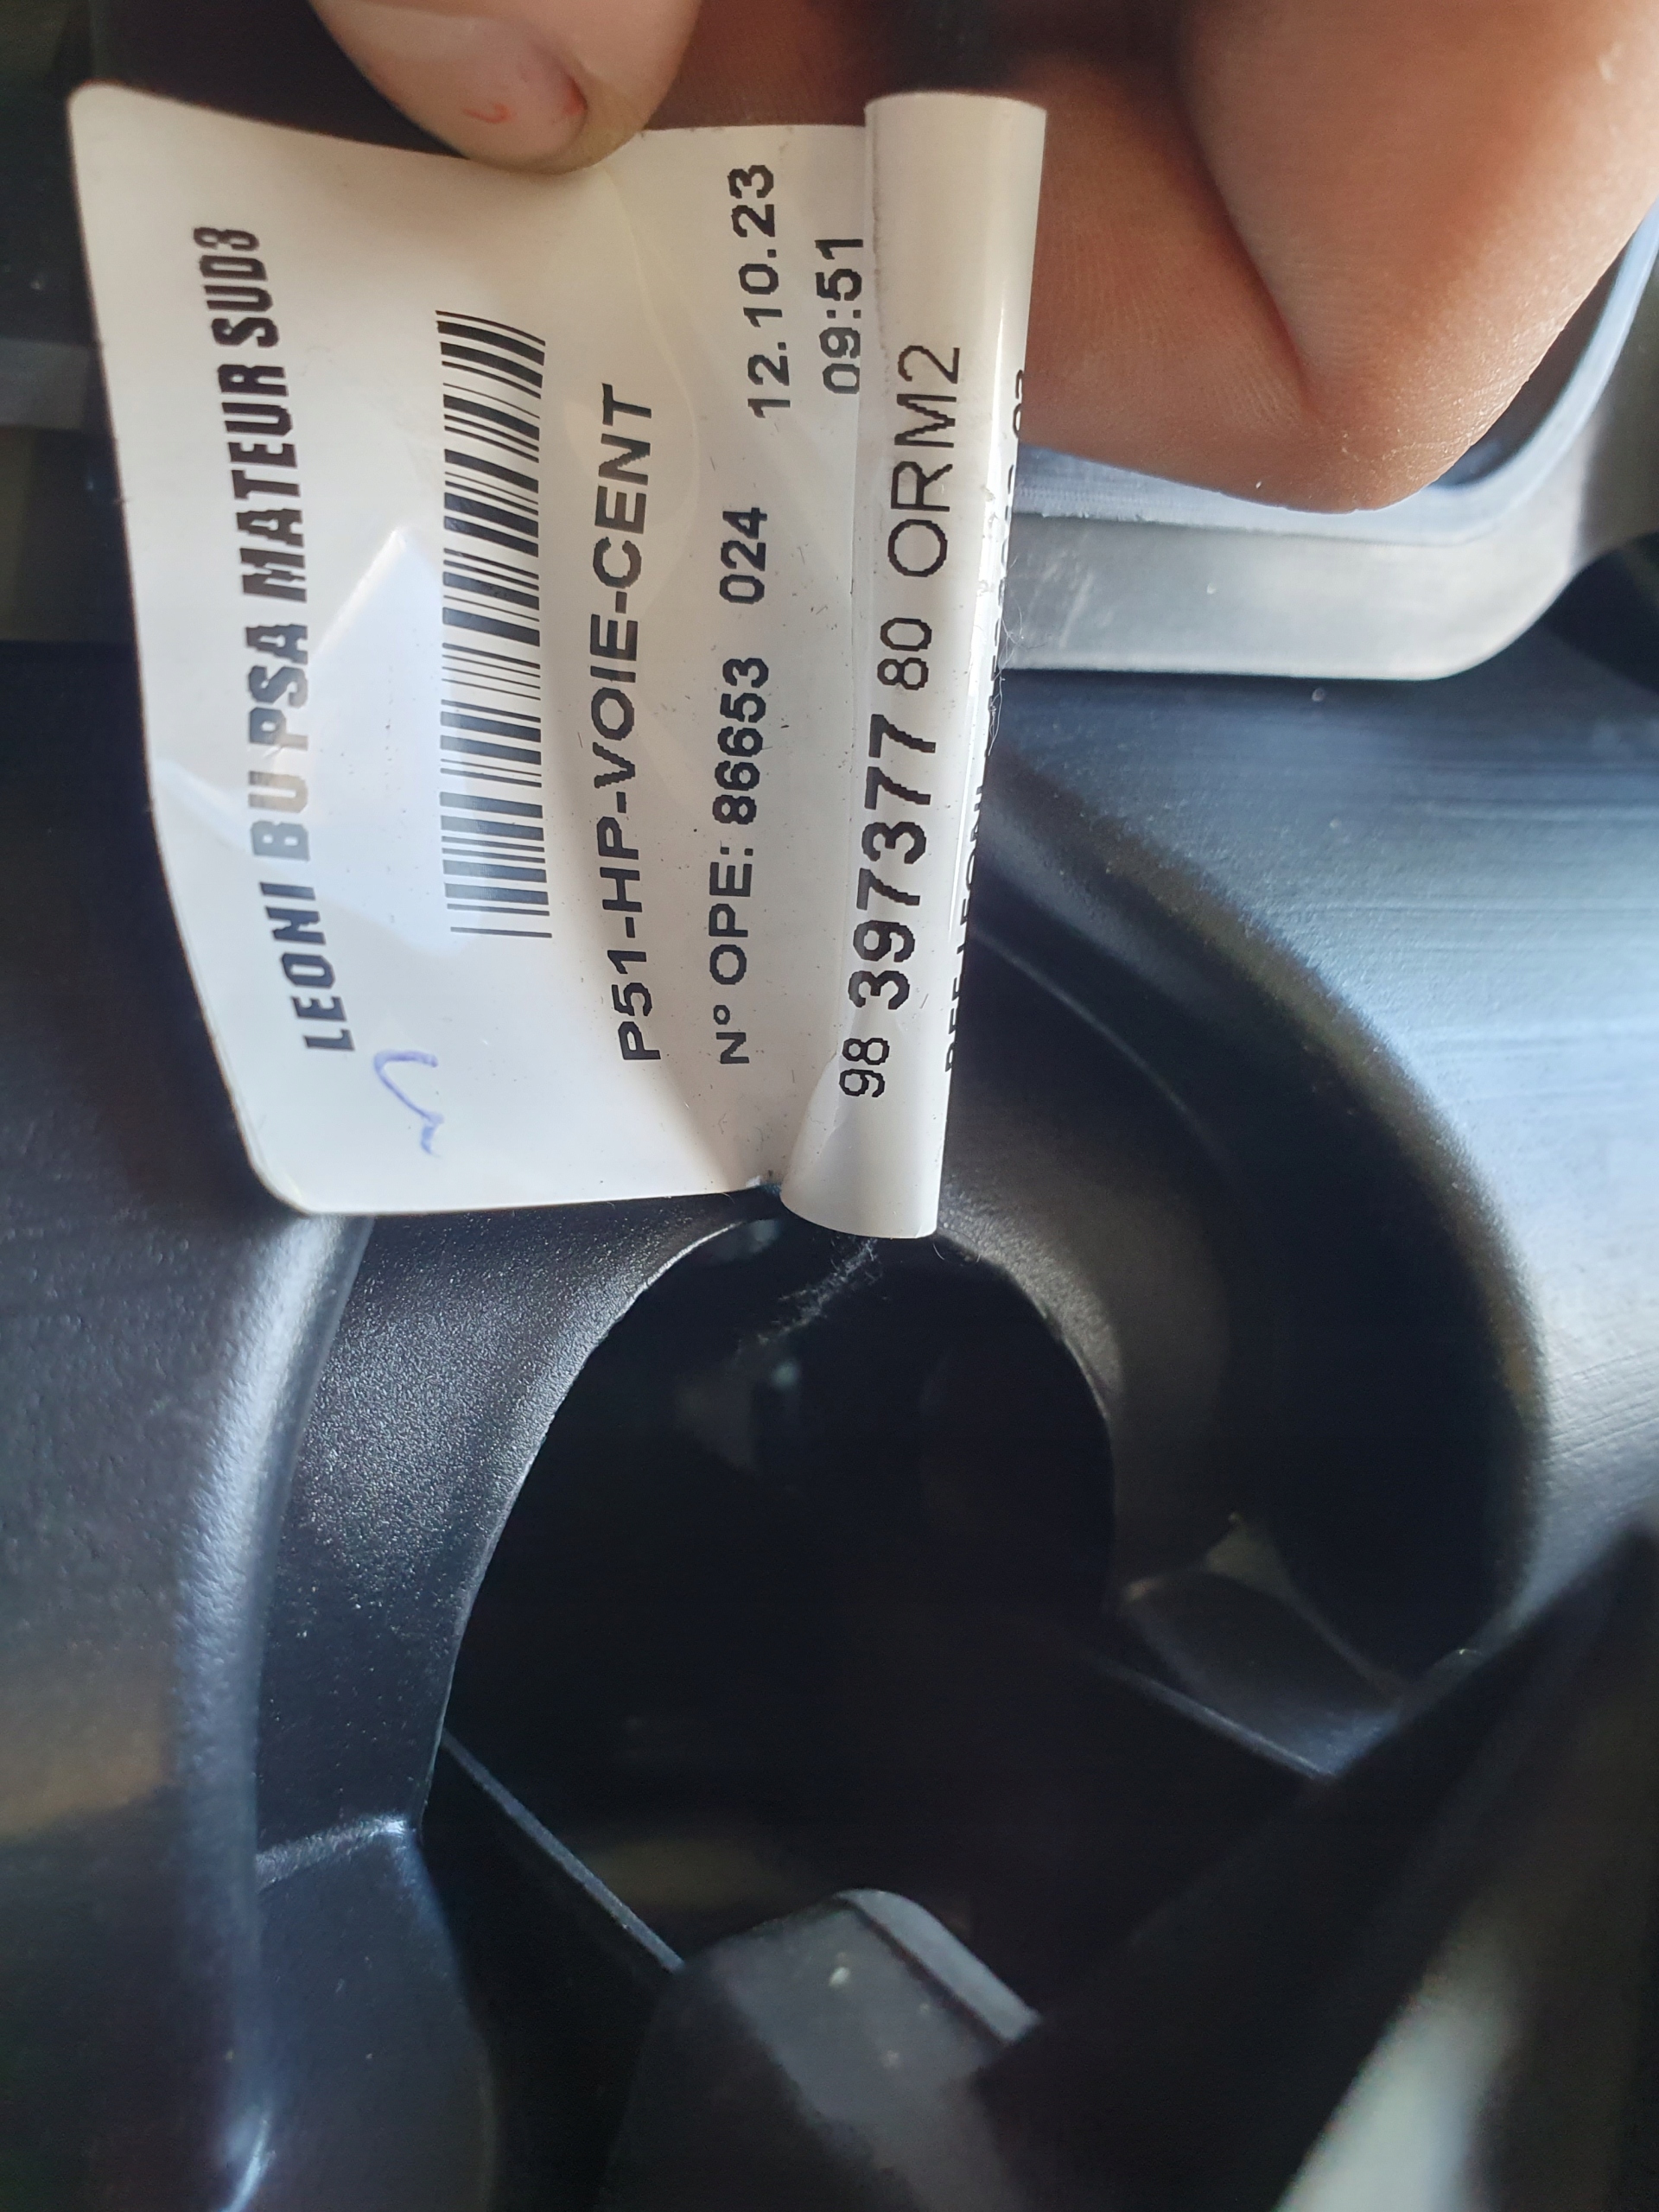 LEONI BU PSA MATEUR SUD3
P51-HP-VOIE-CENT
N° OPE: 86653 024 12.10.23
09:51
98 397377 80 ORM2